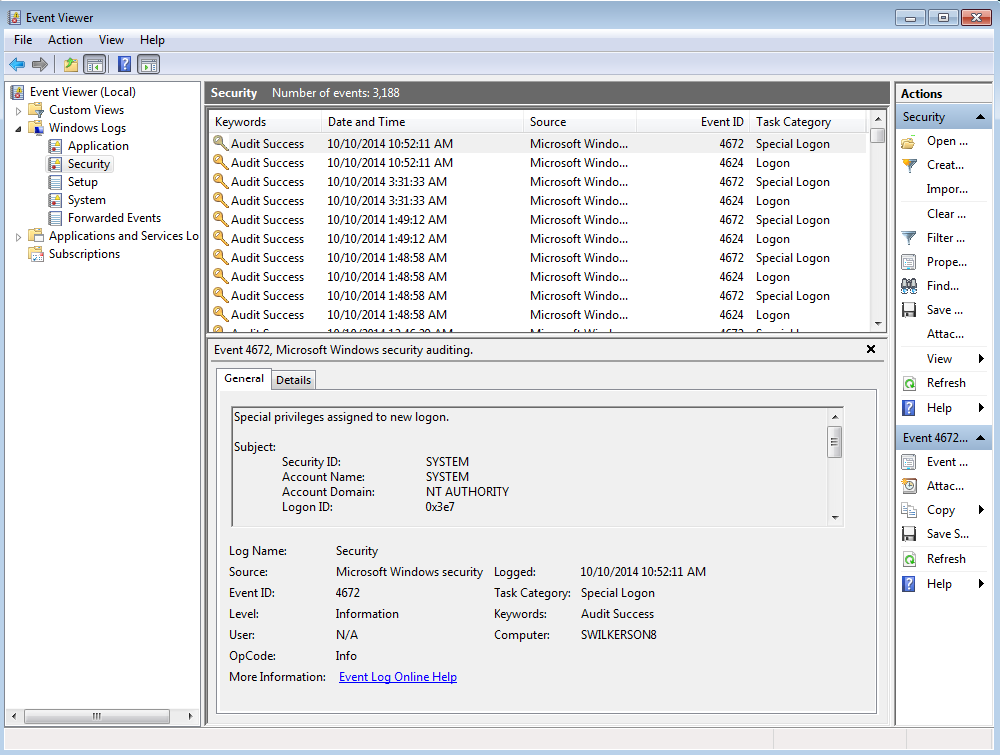 Event Viewer
File Action View Help
Event Viewer (Local)
Custom Views
Windows Logs
Application
Security
Setup
System
Forwarded Events
Applications and Services Lo
Subscriptions
Security Number of events: 3,188
Keywords Date and Time Source Event ID Task Category
Audit Success 10/10/2014 10:52:11 AM Microsoft Windo... 4672 Special Logon
Audit Success 10/10/2014 10:52:11 AM Microsoft Windo... 4624 Logon
Audit Success 10/10/2014 3:31:33 AM Microsoft Windo... 4672 Special Logon
Audit Success 10/10/2014 3:31:33 AM Microsoft Windo... 4624 Logon
Audit Success 10/10/2014 1:49:12 AM Microsoft Windo... 4672 Special Logon
Audit Success 10/10/2014 1:49:12 AM Microsoft Windo... 4624 Logon
Audit Success 10/10/2014 1:48:58 AM Microsoft Windo... 4672 Special Logon
Audit Success 10/10/2014 1:48:58 AM Microsoft Windo... 4624 Logon
Audit Success 10/10/2014 1:48:58 AM Microsoft Windo... 4672 Special Logon
Audit Success 10/10/2014 1:48:58 AM Microsoft Windo... 4624 Logon
Event 4672, Microsoft Windows security auditing.
General Details
Special privileges assigned to new logon.
Subject:
Security ID: SYSTEM
Account Name: SYSTEM
Account Domain: NT AUTHORITY
Logon ID: 0x3e7
Log Name: Security
Source: Microsoft Windows security Logged: 10/10/2014 10:52:11 AM
Event ID: 4672 Task Category: Special Logon
Level: Information Keywords: Audit Success
User: N/A Computer: SWILKERSON8
OpCode: Info
More Information: Event Log Online Help
Actions
Security
Open ...
Creat...
Impor...
Clear ...
Filter ...
Prope...
Find...
Save ...
Attac...
View
Refresh
Help
Event 4672...
Event ...
Attac...
Copy
Save S...
Refresh
Help